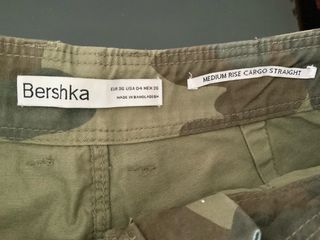 Bershka
EUR 36 USA 04 MEX 26
MADE IN BANGLADESH
MEDIUM RISE CARGO STRAIGHT